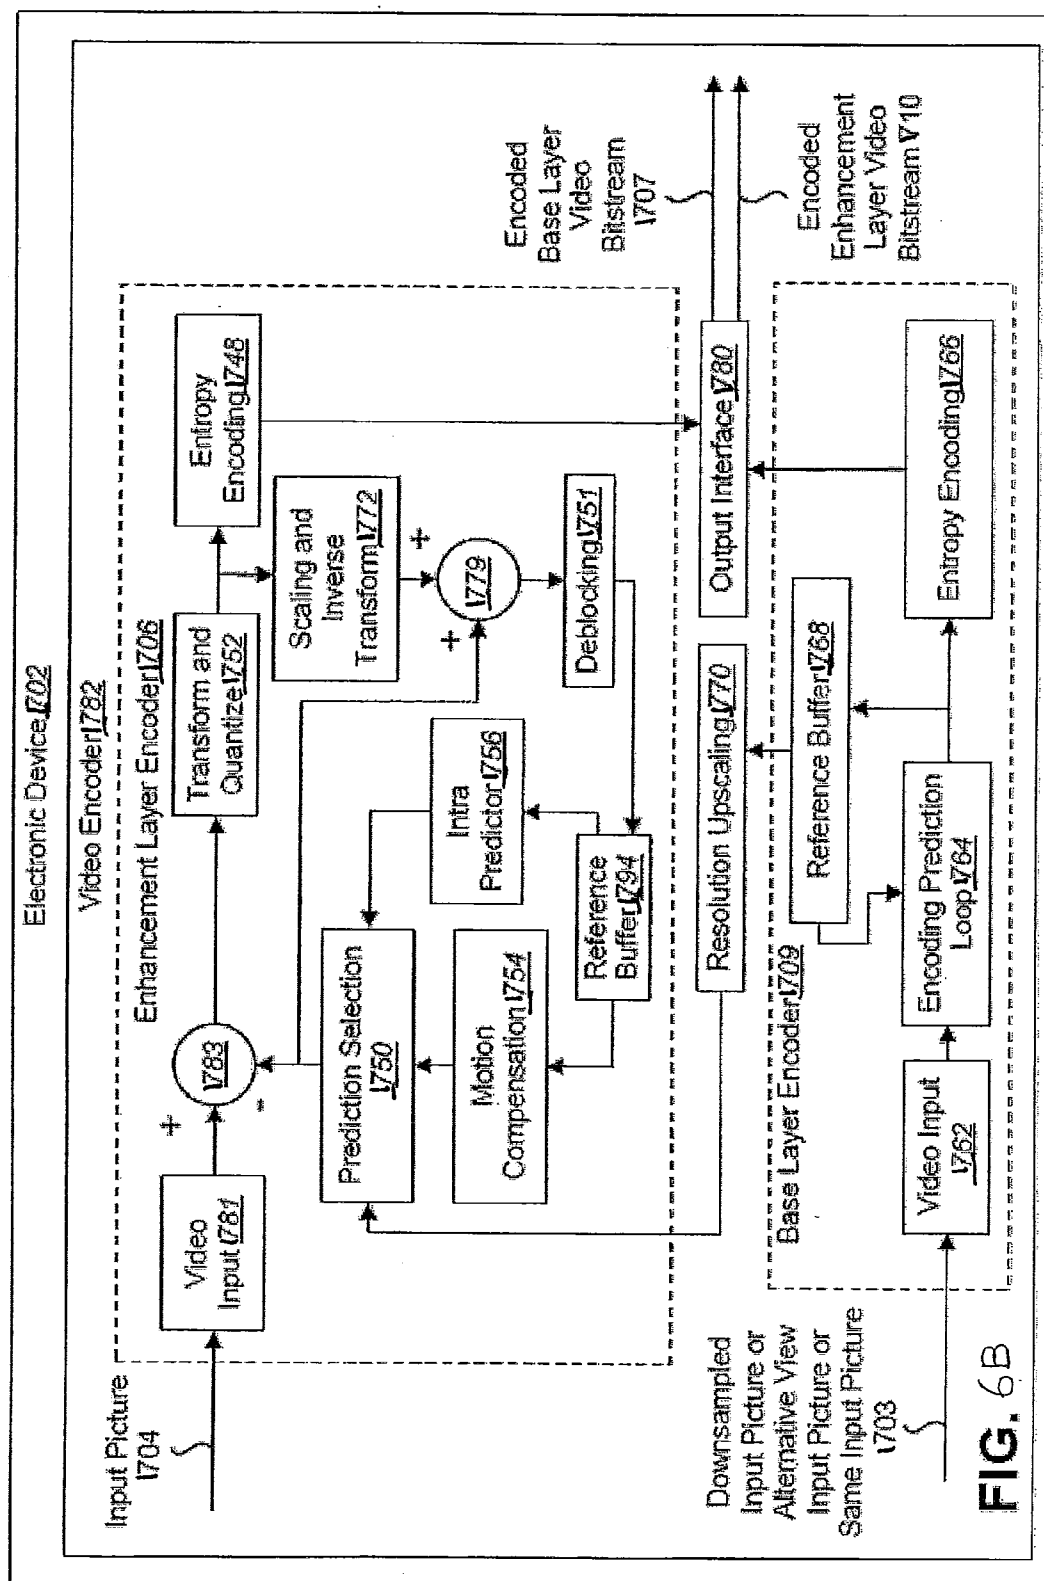 Electronic Device 1702
Video Encoder 1782
Enhancement Layer Encoder 1706
Input Picture
1704
Video
Input 1781
+
-
1783
Transform and
Quantize 1752
Entropy
Encoding 1748
Scaling and
Inverse
Transform 1772
+
+
1779
Prediction Selection
1750
Intra
Predictor 1756
Motion
Compensation 1754
Deblocking 1751
Reference
Buffer 1794
Encoded
Base Layer
Video
Bitstream
1707
Resolution Upscaling 1770
Output Interface 1780
Encoded
Enhancement
Layer Video
Bitstream 1710
Downsampled
Input Picture or
Alternative View
Input Picture or
Same Input Picture
1703
Base Layer Encoder 1709
Video Input
1762
Encoding Prediction
Loop 1764
Reference Buffer 1768
Entropy Encoding 1766
FIG. 6B